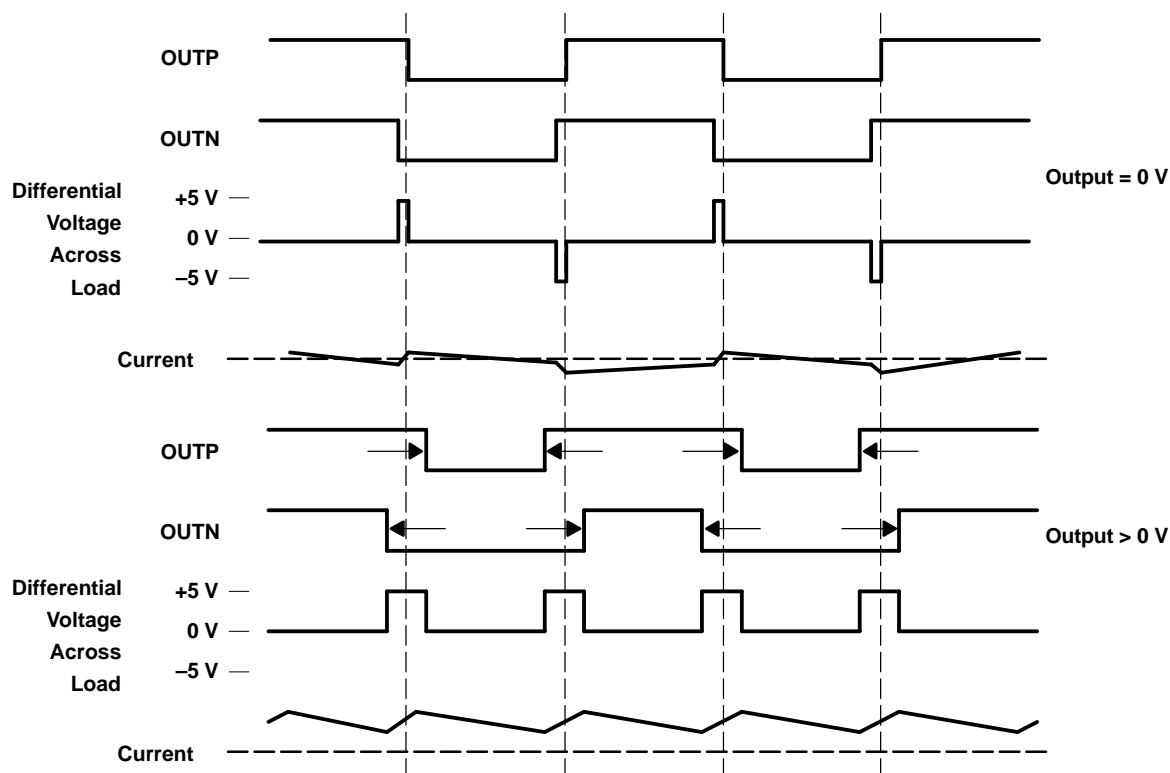 OUTP
OUTN
Output = 0 V
Differential
Voltage
Across
Load
+5 V
0 V
–5 V
Current
OUTP
OUTN
Output > 0 V
Differential
Voltage
Across
Load
+5 V
0 V
–5 V
Current